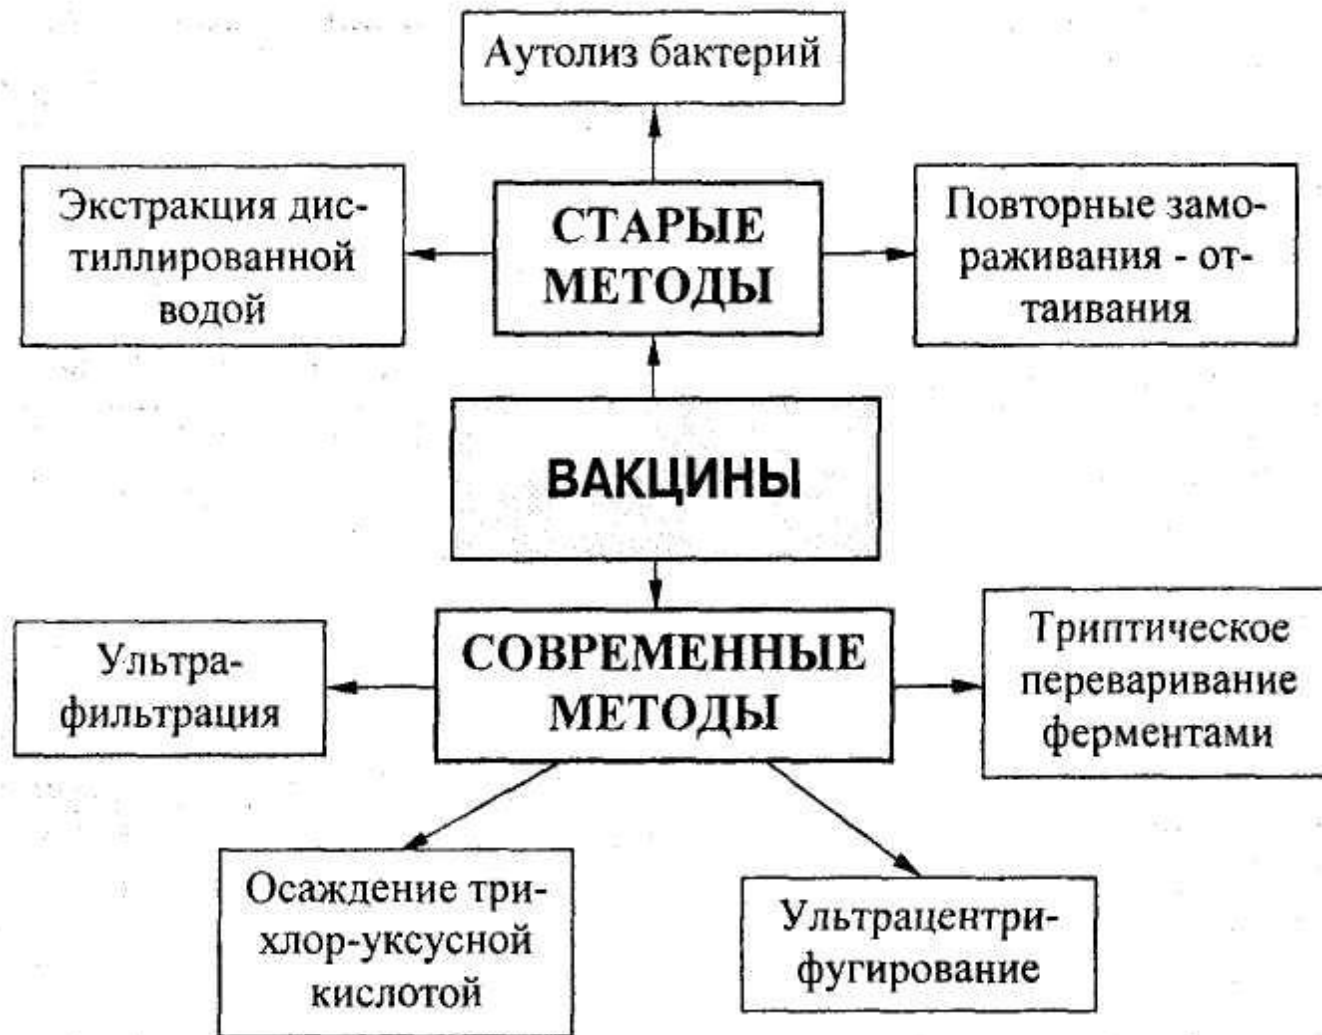 Аутолиз бактерий
Экстракция дис-
тиллированной
водой
СТАРЫЕ
МЕТОДЫ
Повторные замо-
раживания - от-
таивания
ВАКЦИНЫ
Ультра-
фильтрация
СОВРЕМЕННЫЕ
МЕТОДЫ
Триптическое
переваривание
ферментами
Осаждение три-
хлор-уксусной
кислотой
Ультрацентри-
фугирование